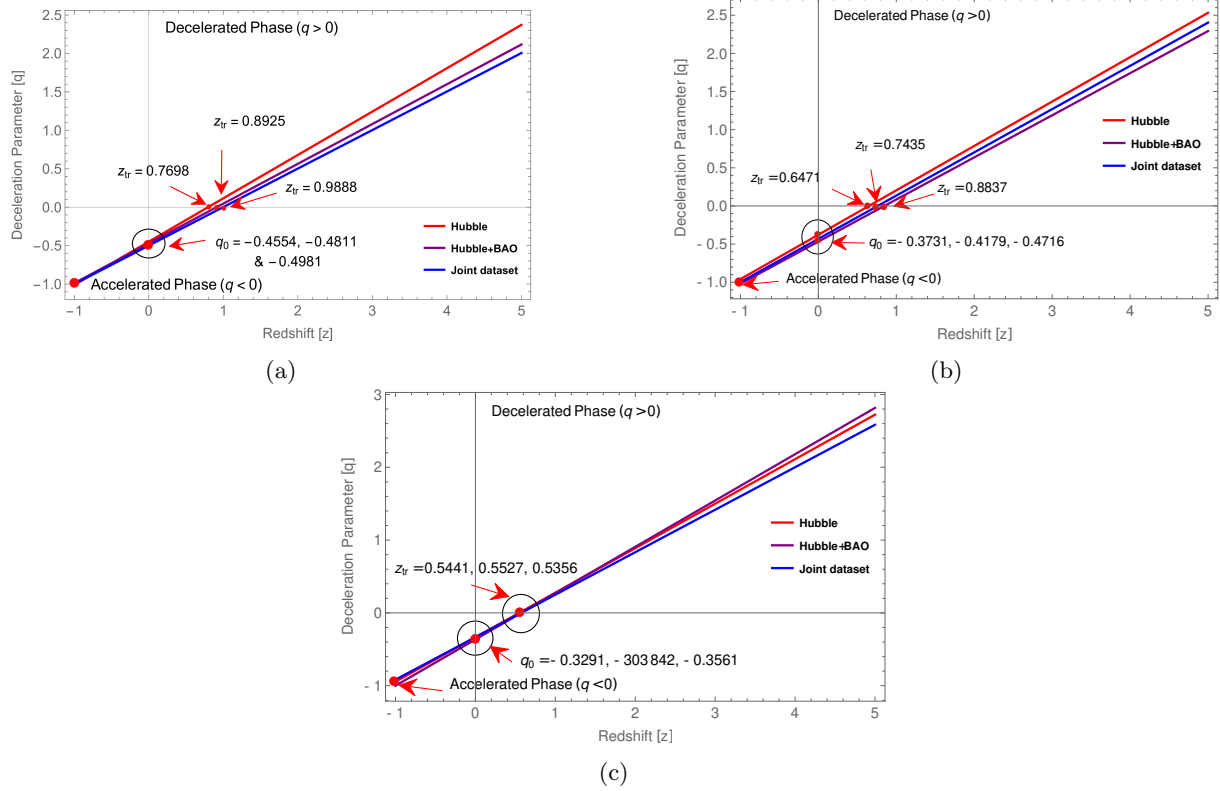 Decelerated Phase (q > 0)
2.5
2.0
1.5
1.0
0.5
0.0
-0.5
-1.0
Deceleration Parameter [q]
z_tr = 0.8925
z_tr = 0.7698
z_tr = 0.9888
q_0 = -0.4554, -0.4811
& -0.4981
Hubble
Hubble+BAO
Joint dataset
Accelerated Phase (q < 0)
-1 0 1 2 3 4 5
Redshift [z]
(a)
Decelerated Phase (q > 0)
2.5
2.0
1.5
1.0
0.5
0.0
- 0.5
- 1.0
Deceleration Parameter [q]
Hubble
Hubble+BAO
Joint dataset
z_tr = 0.7435
z_tr = 0.6471
z_tr = 0.8837
q_0 = - 0.3731, - 0.4179, - 0.4716
Accelerated Phase (q < 0)
- 1 0 1 2 3 4 5
Redshift [z]
(b)
Decelerated Phase (q > 0)
3
2
1
0
- 1
Deceleration Parameter [q]
Hubble
Hubble+BAO
Joint dataset
z_tr = 0.5441, 0.5527, 0.5356
q_0 = - 0.3291, - 303 842, - 0.3561
Accelerated Phase (q < 0)
- 1 0 1 2 3 4 5
Redshift [z]
(c)